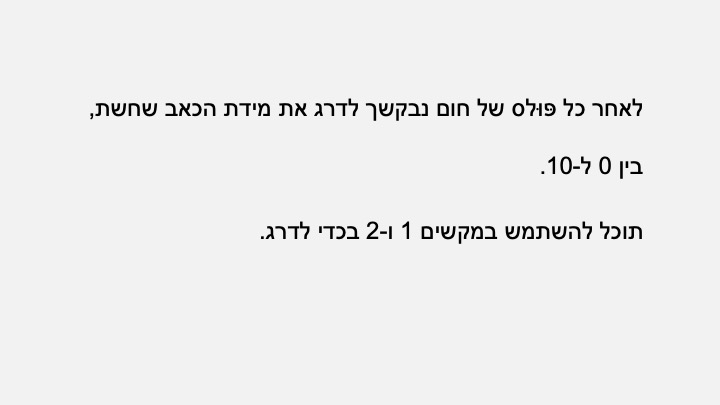 לאחר כל פּוּלס של חום נבקשך לדרג את מידת הכאב שחשת,
בין 0 ל-10.
תוכל להשתמש במקשים 1 ו-2 בכדי לדרג.